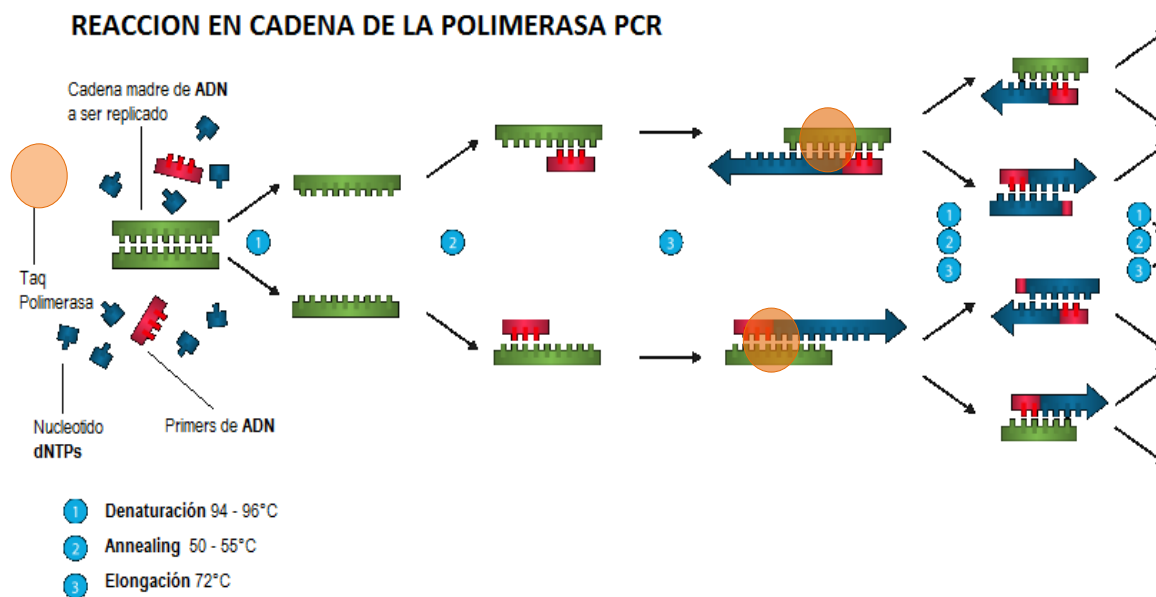 REACCION EN CADENA DE LA POLIMERASA PCR
Cadena madre de ADN
a ser replicado
Taq
Polimerasa
1
2
3
1
2
3
1
2
3
Nucleotido
dNTPs
Primers de ADN
1 Denaturación 94 - 96°C
2 Annealing 50 - 55°C
3 Elongación 72°C